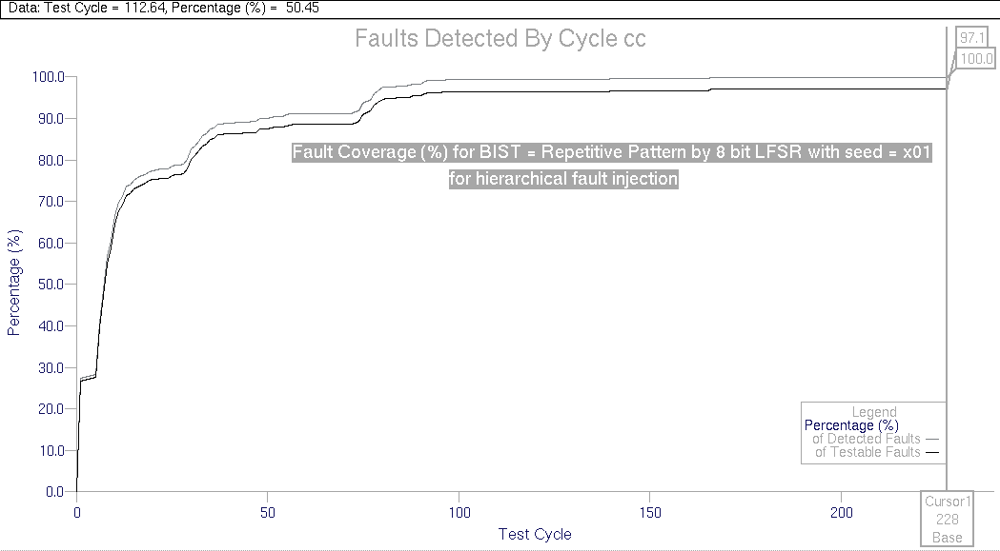 Data: Test Cycle = 112.64, Percentage (%) = 50.45
Faults Detected By Cycle cc
97.1
100.0
100.0
90.0
80.0
70.0
60.0
50.0
40.0
30.0
20.0
10.0
0.0
Percentage (%)
Fault Coverage (%) for BIST = Repetitive Pattern by 8 bit LFSR with seed = x01
for hierarchical fault injection
Legend
Percentage (%)
of Detected Faults
of Testable Faults
0
50
100
150
200
Test Cycle
Cursor1
228
Base